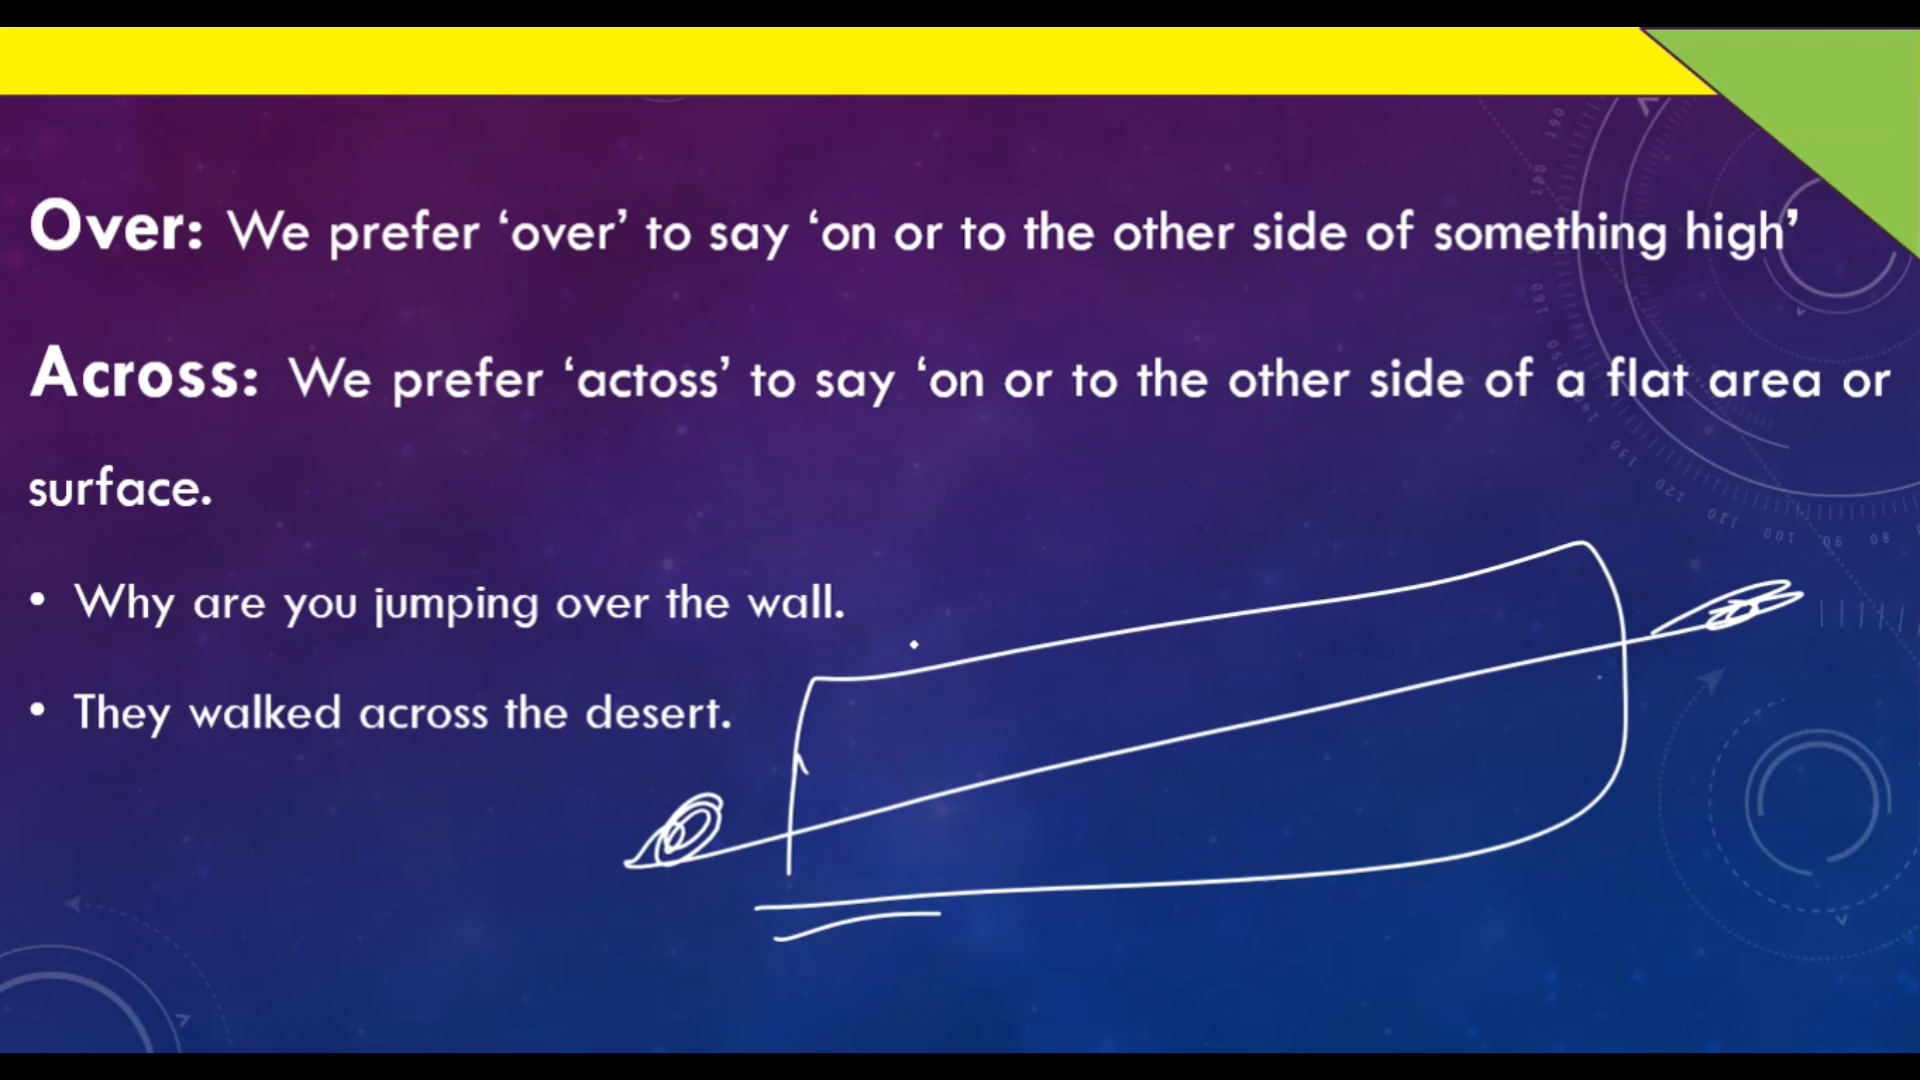 Over: We prefer ‘over’ to say ‘on or to the other side of something high’
Across: We prefer ‘actoss’ to say ‘on or to the other side of a flat area or
surface.
• Why are you jumping over the wall.
• They walked across the desert.